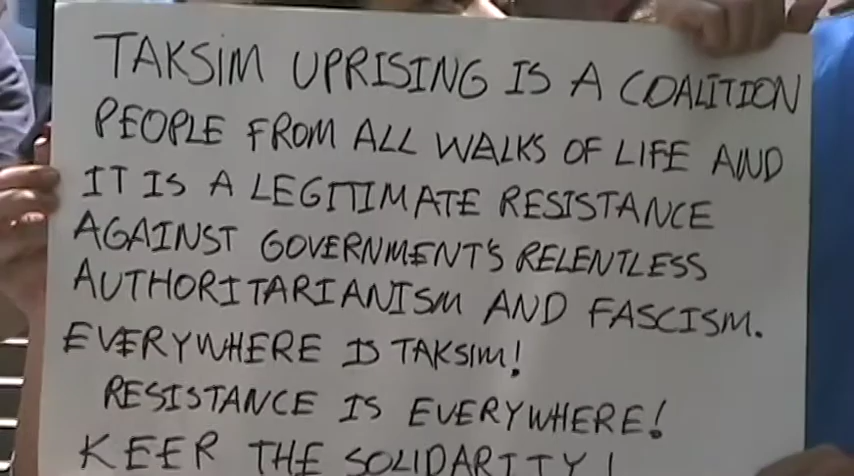 TAKSIM UPRISING IS A COALITION
PEOPLE FROM ALL WALKS OF LIFE AND
IT IS A LEGITIMATE RESISTANCE
AGAINST GOVERNMENT'S RELENTLESS
AUTHORITARIANISM AND FASCISM.
EVERYWHERE IS TAKSIM!
RESISTANCE IS EVERYWHERE!
KEEP THE SOLIDARITY!